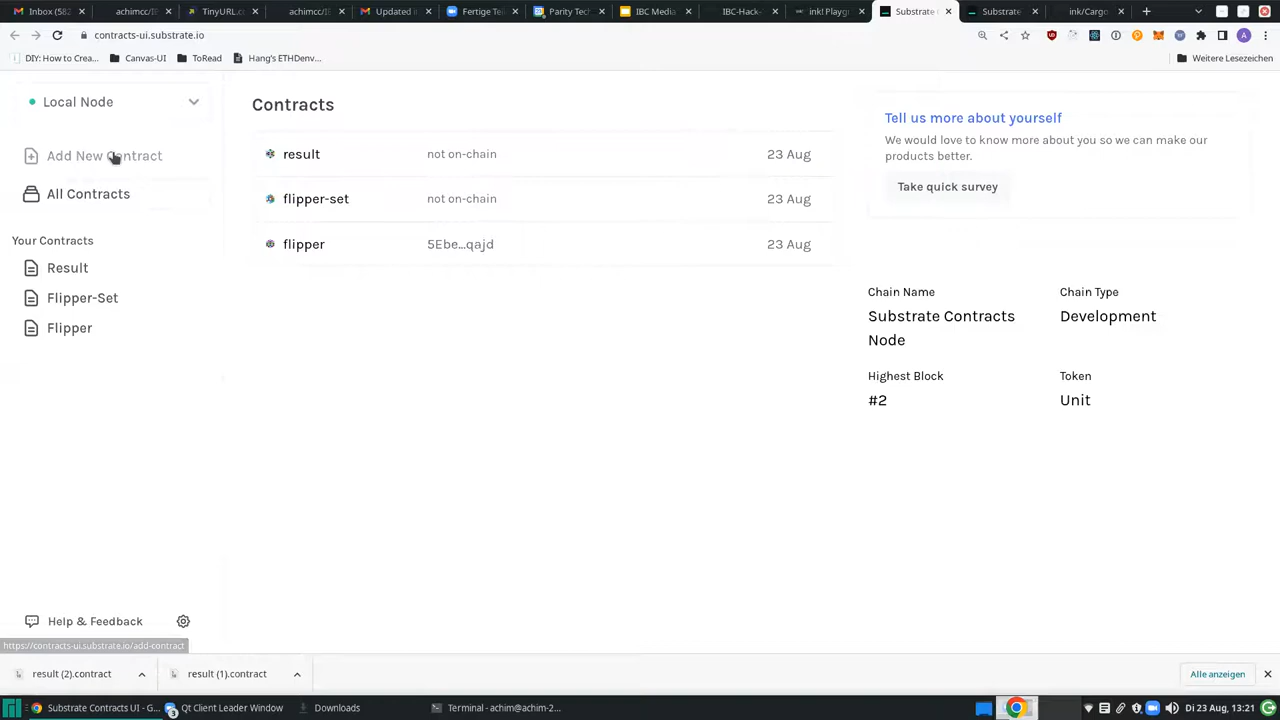 Inbox (582
achimcc/IP
TinyURL.co
achimcc/IE
Updated i
Fertige Tei
Parity Tec
IBC Media
IBC-Hack-
ink! Playg
Substrate
Substrate
ink/Cargo
contracts-ui.substrate.io
DIY: How to Crea...
Canvas-UI
ToRead
Hang's ETHDenv...
Weitere Lesezeichen
Local Node
Add New Contract
All Contracts
Your Contracts
Result
Flipper-Set
Flipper
Help & Feedback
https://contracts-ui.substrate.io/add-contract
Contracts
result not on-chain 23 Aug
flipper-set not on-chain 23 Aug
flipper 5Ebe...qajd 23 Aug
Tell us more about yourself
We would love to know more about you so we can make our
products better.
Take quick survey
Chain Name
Substrate Contracts
Node
Chain Type
Development
Highest Block
#2
Token
Unit
result (2).contract
result (1).contract
Alle anzeigen
Substrate Contracts UI - G...
Qt Client Leader Window
Downloads
Terminal - achim@achim-2...
Di 23 Aug, 13:21